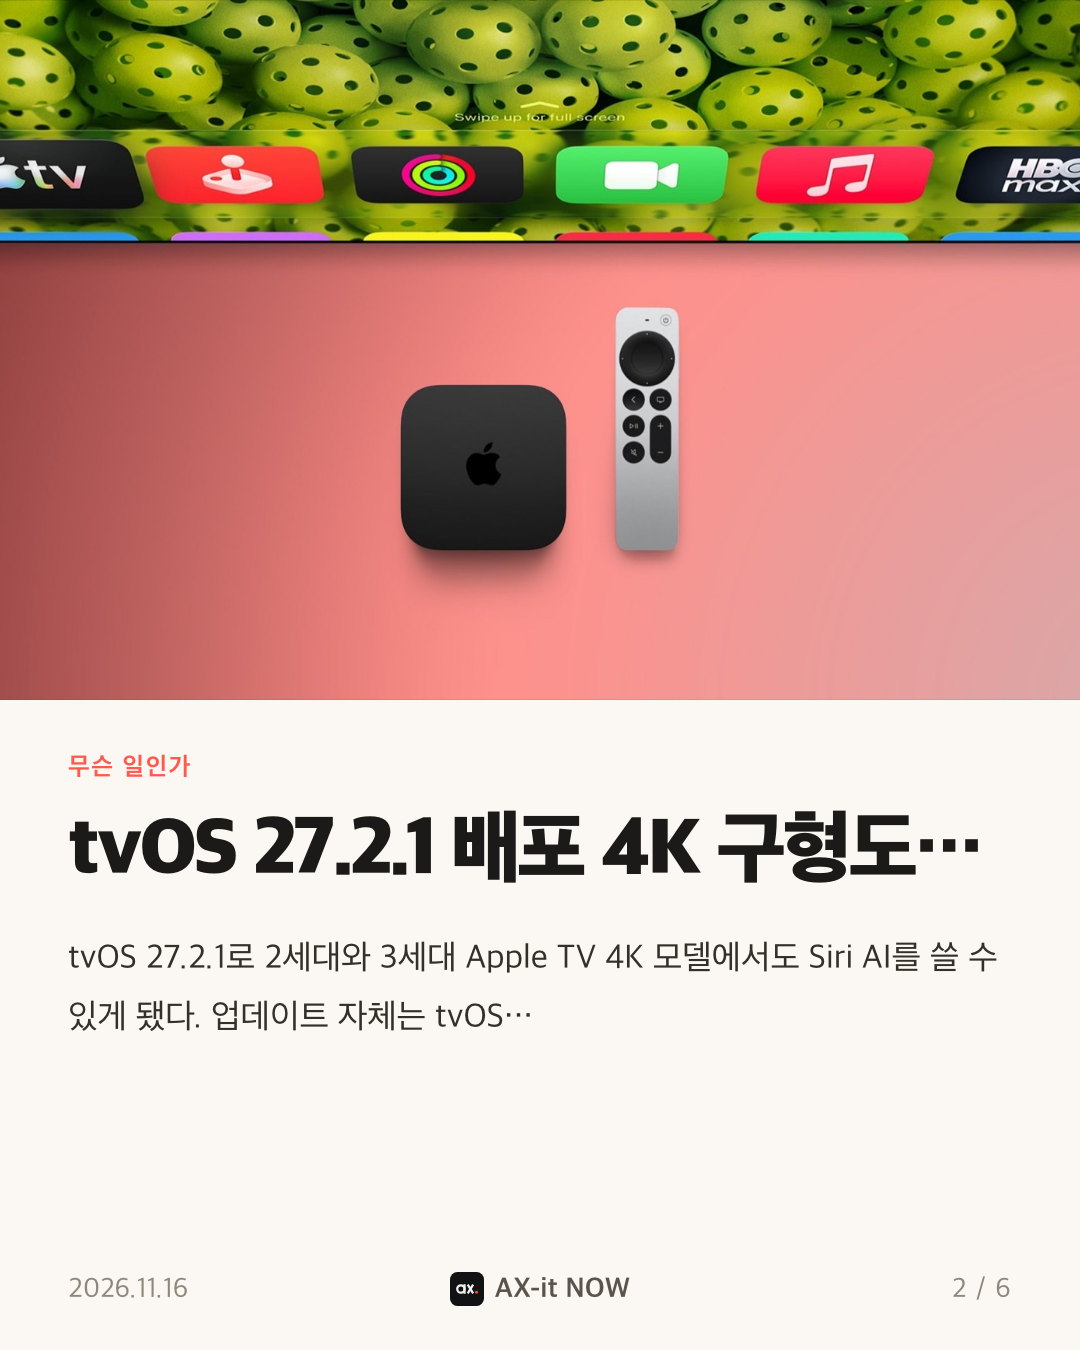 Swipe up for full screen
tv
HBO
max
무슨 일인가
tvOS 27.2.1 배포 4K 구형도…
tvOS 27.2.1로 2세대와 3세대 Apple TV 4K 모델에서도 Siri AI를 쓸 수
있게 됐다. 업데이트 자체는 tvOS…
2026.11.16
ax. AX-it NOW
2 / 6